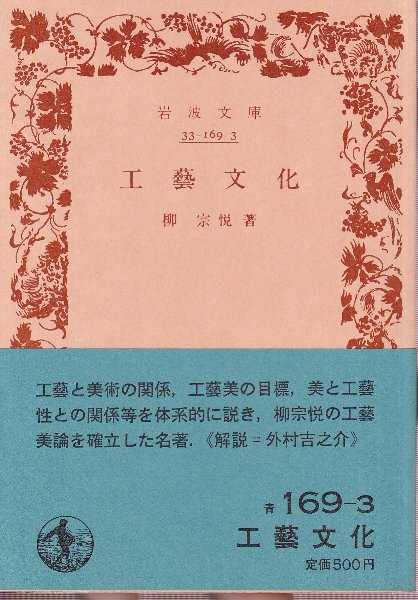 岩波文庫
33-169-3
工藝文化
柳宗悦著
工藝と美術の関係，工藝美の目標，美と工藝
性との関係等を体系的に説き，柳宗悦の工藝
美論を確立した名著．《解説＝外村吉之介》
青 169-3
工藝文化
定価500円